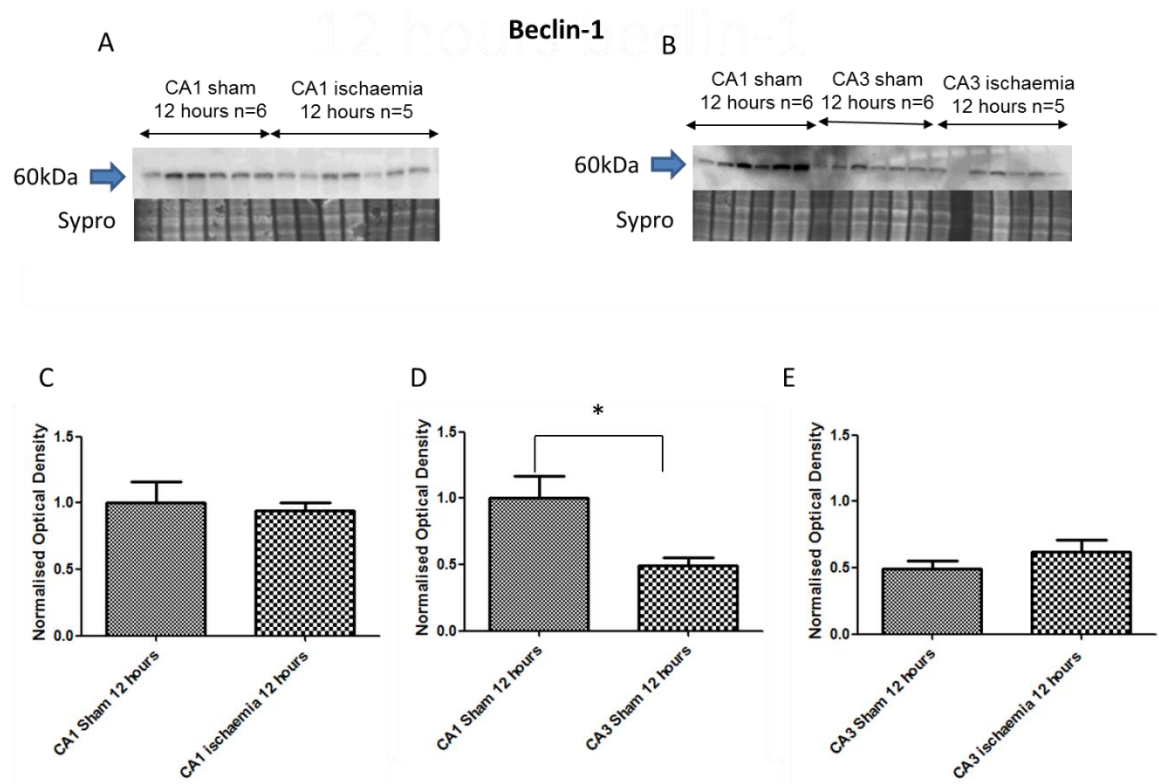 12 hours beclin-1
Beclin-1
A
CA1 sham
12 hours n=6
CA1 ischaemia
12 hours n=5
60kDa
Sypro
B
CA1 sham
12 hours n=6
CA3 sham
12 hours n=6
CA3 ischaemia
12 hours n=5
60kDa
Sypro
C
Normalised Optical Density
1.5
1.0
0.5
0.0
CA1 Sham 12 hours
CA1 ischaemia 12 hours
D
*
Normalised Optical Density
1.5
1.0
0.5
0.0
CA1 Sham 12 hours
CA3 Sham 12 hours
E
Normalised Optical Density
1.5
1.0
0.5
0.0
CA3 Sham 12 hours
CA3 ischaemia 12 hours